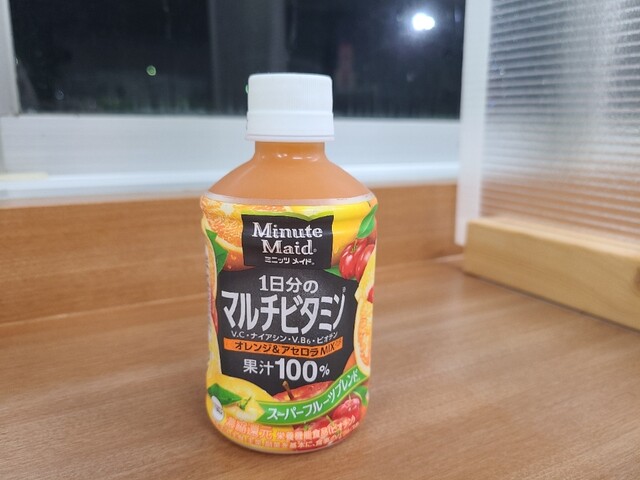 Minute
Maid®
ミニッツ メイド®
1日分の
マルチビタミン®
V.C・ナイアシン・V.B6・ビオチン
オレンジ&アセロラMIX
果汁100%
スーパーフルーツブレンド